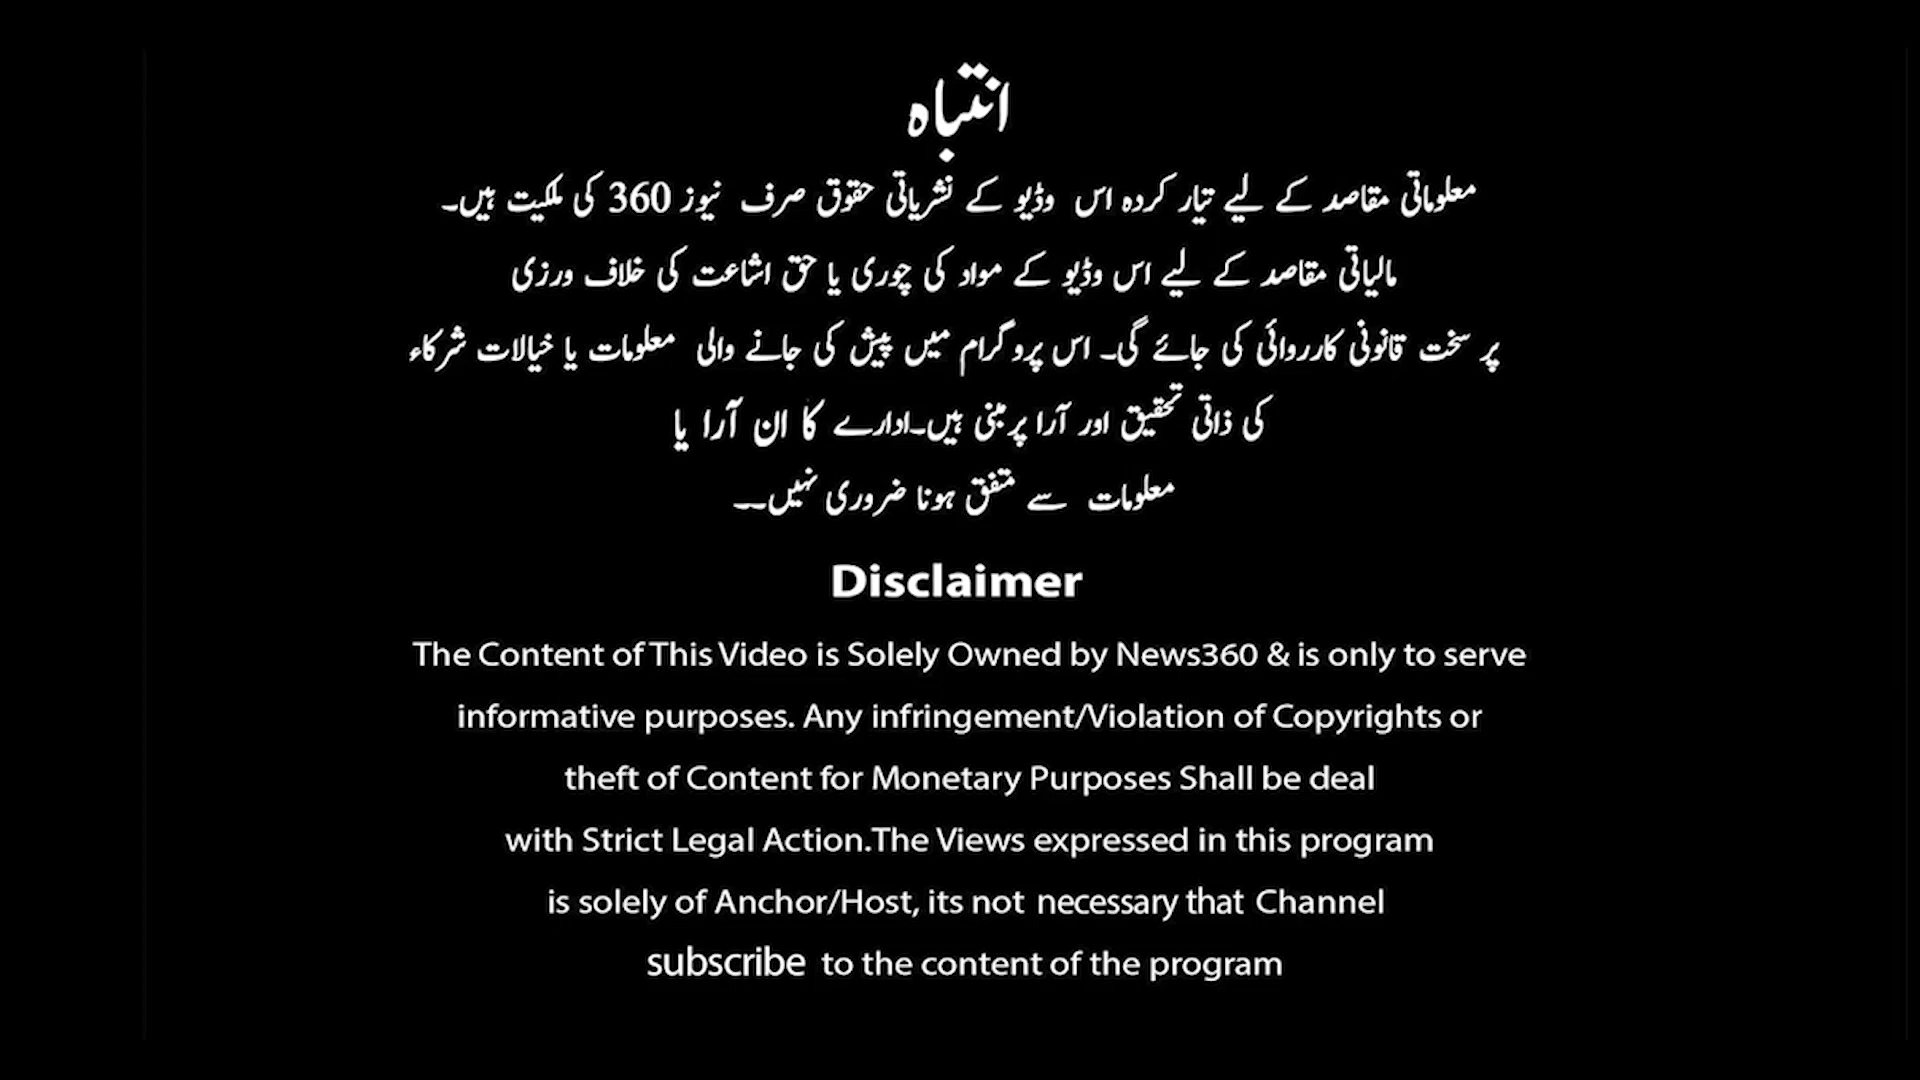 انتباہ
معلوماتی مقاصد کے لیے تیار کردہ اس وڈیو کے نشریاتی حقوق صرف نیوز 360 کی ملکیت ہیں۔
مالیاتی مقاصد کے لیے اس وڈیو کے مواد کی چوری یا حق اشاعت کی خلاف ورزی
پر سخت قانونی کارروائی کی جائے گی۔ اس پروگرام میں پیش کی جانے والی معلومات یا خیالات شرکاء
کی ذاتی تحقیق اور آرا پر مبنی ہیں۔ادارے کا ان آرا یا
معلومات سے متفق ہونا ضروری نہیں۔۔
Disclaimer
The Content of This Video is Solely Owned by News360 & is only to serve
informative purposes. Any infringement/Violation of Copyrights or
theft of Content for Monetary Purposes Shall be deal
with Strict Legal Action.The Views expressed in this program
is solely of Anchor/Host, its not necessary that Channel
subscribe to the content of the program